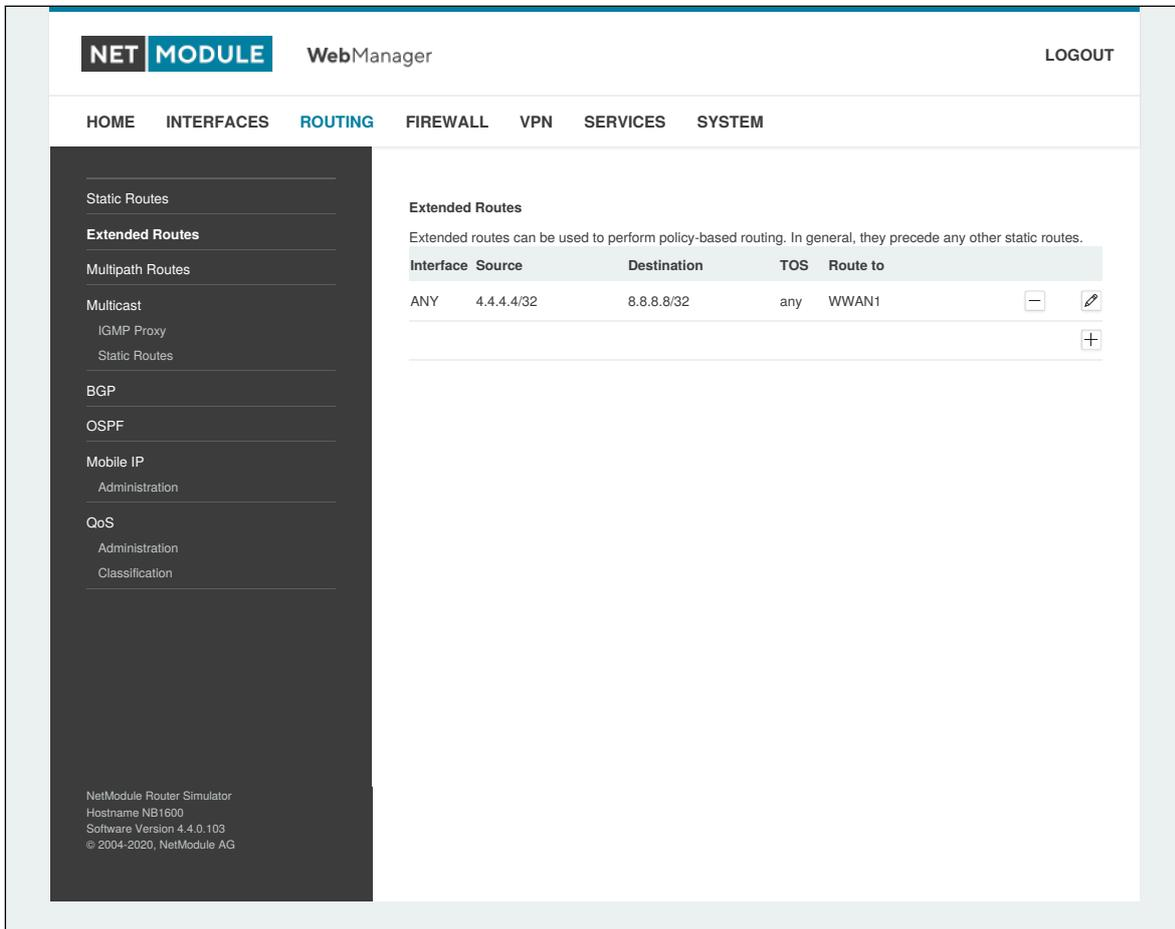 NET MODULE WebManager LOGOUT
HOME INTERFACES ROUTING FIREWALL VPN SERVICES SYSTEM
Static Routes
Extended Routes
Multipath Routes
Multicast
IGMP Proxy
Static Routes
BGP
OSPF
Mobile IP
Administration
QoS
Administration
Classification
NetModule Router Simulator
Hostname NB1600
Software Version 4.4.0.103
© 2004-2020, NetModule AG
Extended Routes
Extended routes can be used to perform policy-based routing. In general, they precede any other static routes.
Interface Source Destination TOS Route to
ANY 4.4.4.4/32 8.8.8.8/32 any WWAN1